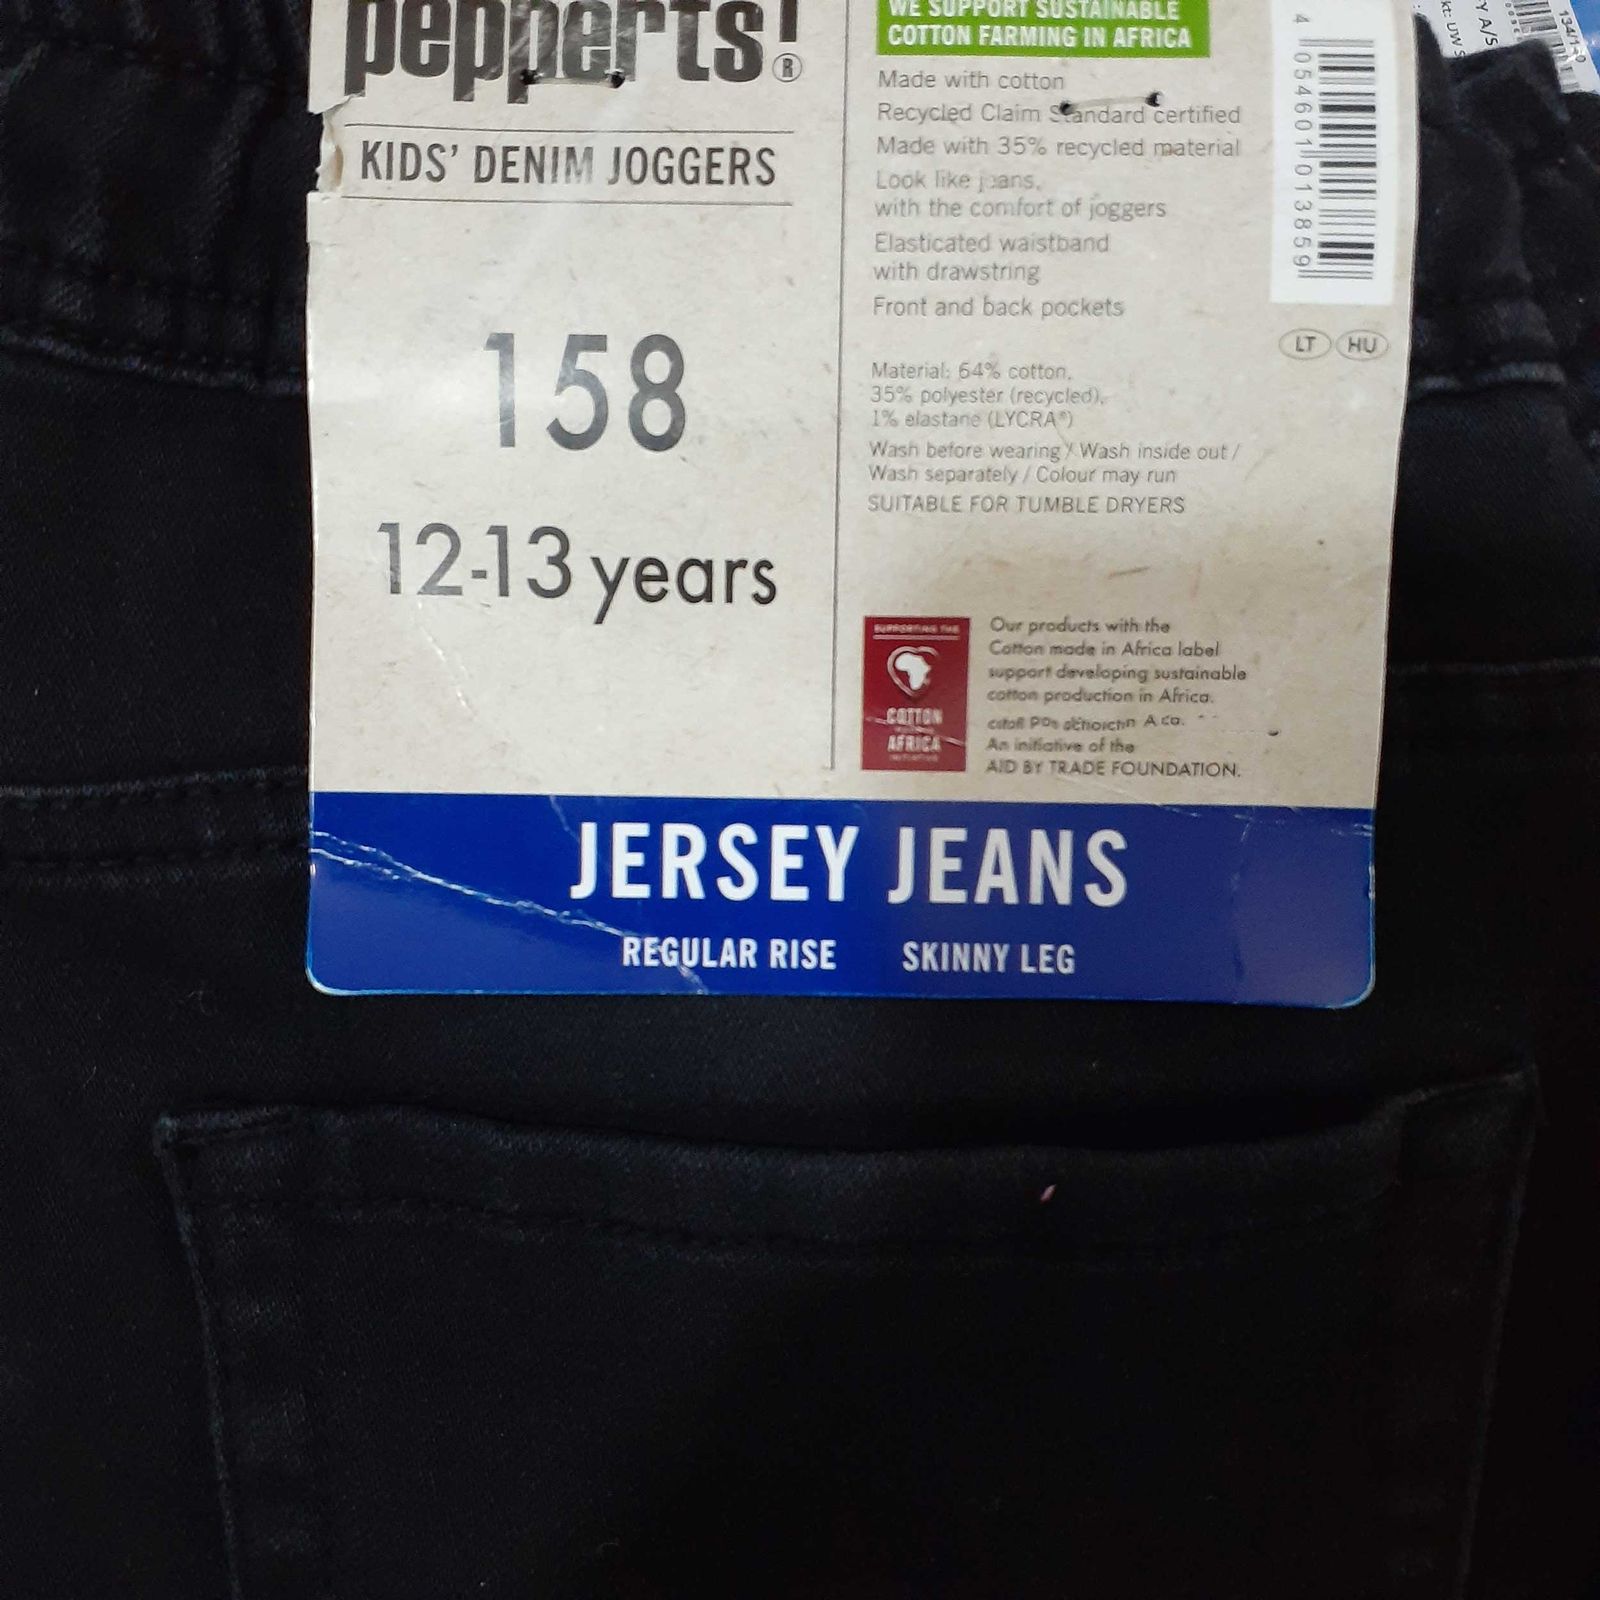 pepperts!®
KIDS' DENIM JOGGERS
158
12-13 years
WE SUPPORT SUSTAINABLE
COTTON FARMING IN AFRICA
Made with cotton
Recycled Claim Standard certified
Made with 35% recycled material
Look like jeans,
with the comfort of joggers
Elasticated waistband
with drawstring
Front and back pockets
Material: 64% cotton,
35% polyester (recycled),
1% elastane (LYCRA®)
Wash before wearing / Wash inside out /
Wash separately / Colour may run
SUITABLE FOR TUMBLE DRYERS
SUPPORTING THE
COTTON
AFRICA
INITIATIVE
Our products with the
Cotton made in Africa label
support developing sustainable
cotton production in Africa.
An initiative of the
AID BY TRADE FOUNDATION.
4 054601 013859
LT HU
JERSEY JEANS
REGULAR RISE SKINNY LEG